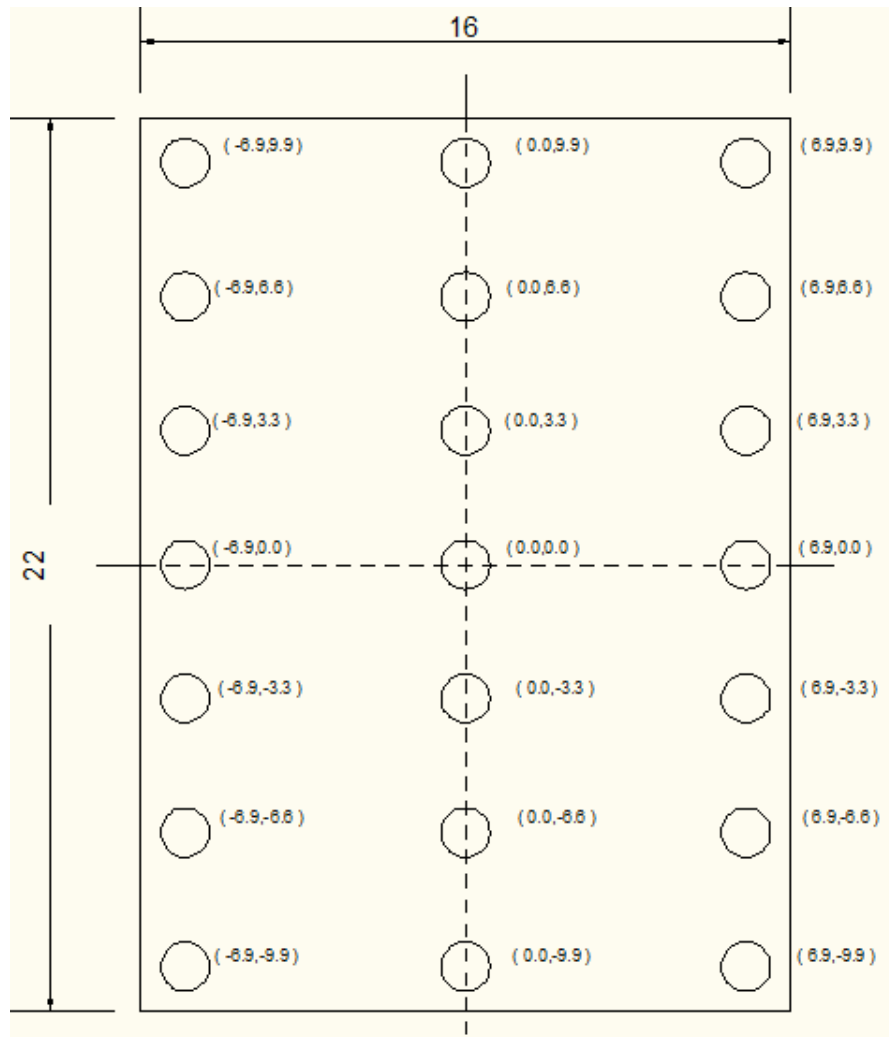 16
( -6.9,9.9 ) ( 0.0,9.9 ) ( 6.9,9.9 )
( -6.9,6.6 ) ( 0.0,6.6 ) ( 6.9,6.6 )
( -6.9,3.3 ) ( 0.0,3.3 ) ( 6.9,3.3 )
( -6.9,0.0 ) ( 0.0,0.0 ) ( 6.9,0.0 )
22
( -6.9,-3.3 ) ( 0.0,-3.3 ) ( 6.9,-3.3 )
( -6.9,-6.6 ) ( 0.0,-6.6 ) ( 6.9,-6.6 )
( -6.9,-9.9 ) ( 0.0,-9.9 ) ( 6.9,-9.9 )